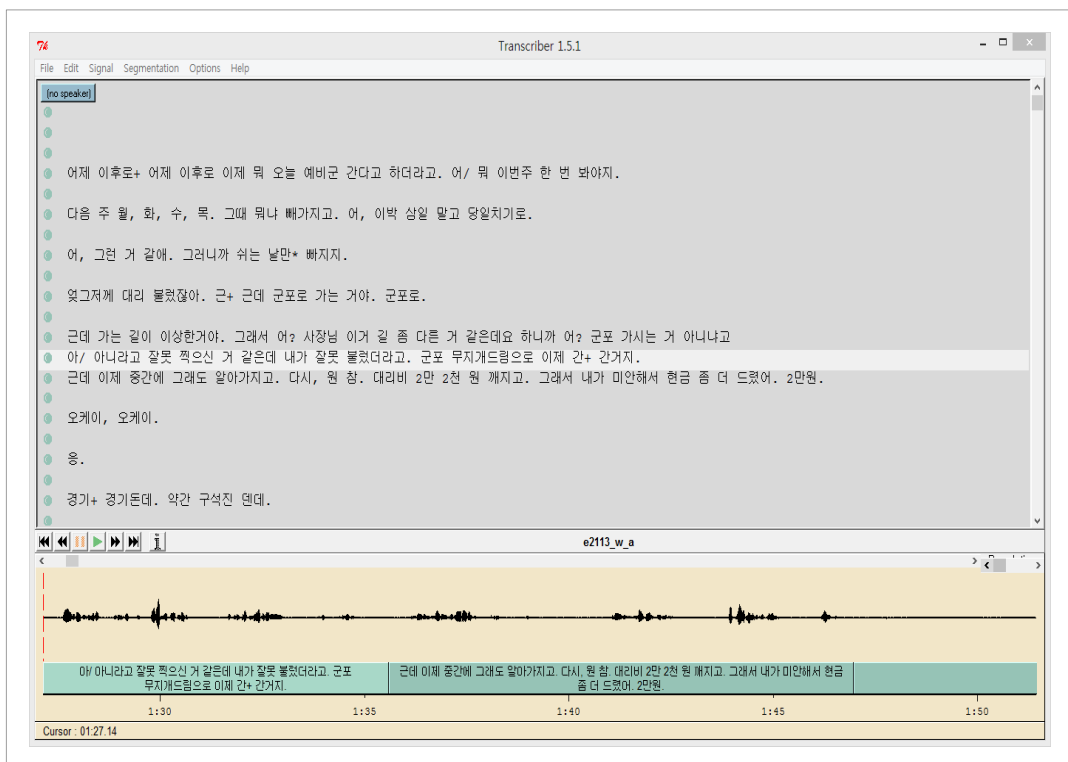 Transcriber 1.5.1
File Edit Signal Segmentation Options Help
(no speaker)
어제 이후로+ 어제 이후로 이제 뭐 오늘 예비군 간다고 하더라고. 어/ 뭐 이번주 한 번 봐야지.
다음 주 월, 화, 수, 목. 그때 뭐냐 빼가지고. 어, 이박 삼일 말고 당일치기로.
어, 그런 거 같애. 그러니까 쉬는 날만* 빠지지.
엊그저께 대리 불렀잖아. 근+ 근데 군포로 가는 거야. 군포로.
근데 가는 길이 이상한거야. 그래서 어? 사장님 이거 길 좀 다른 거 같은데요 하니까 어? 군포 가시는 거 아니냐고
아/ 아니라고 잘못 찍으신 거 같은데 내가 잘못 불렀더라고. 군포 무지개드림으로 이제 간+ 간거지.
근데 이제 중간에 그래도 알아가지고. 다시, 원 참. 대리비 2만 2천 원 깨지고. 그래서 내가 미안해서 현금 좀 더 드렸어. 2만원.
오케이, 오케이.
응.
경기+ 경기돈데. 약간 구석진 덴데.
e2113_w_a
아/ 아니라고 잘못 찍으신 거 같은데 내가 잘못 불렀더라고. 군포
무지개드림으로 이제 간+ 간거지.
근데 이제 중간에 그래도 알아가지고. 다시, 원 참. 대리비 2만 2천 원 깨지고. 그래서 내가 미안해서 현금
좀 더 드렸어. 2만원.
1:30 1:35 1:40 1:45 1:50
Cursor : 01:27.14